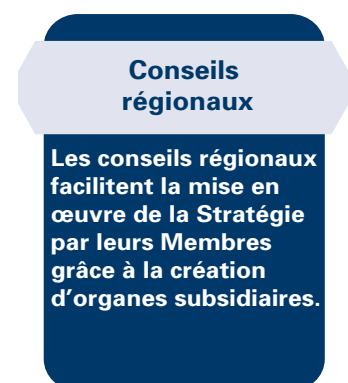 Conseils
régionaux
Les conseils régionaux
facilitent la mise en
œuvre de la Stratégie
par leurs Membres
grâce à la création
d’organes subsidiaires.